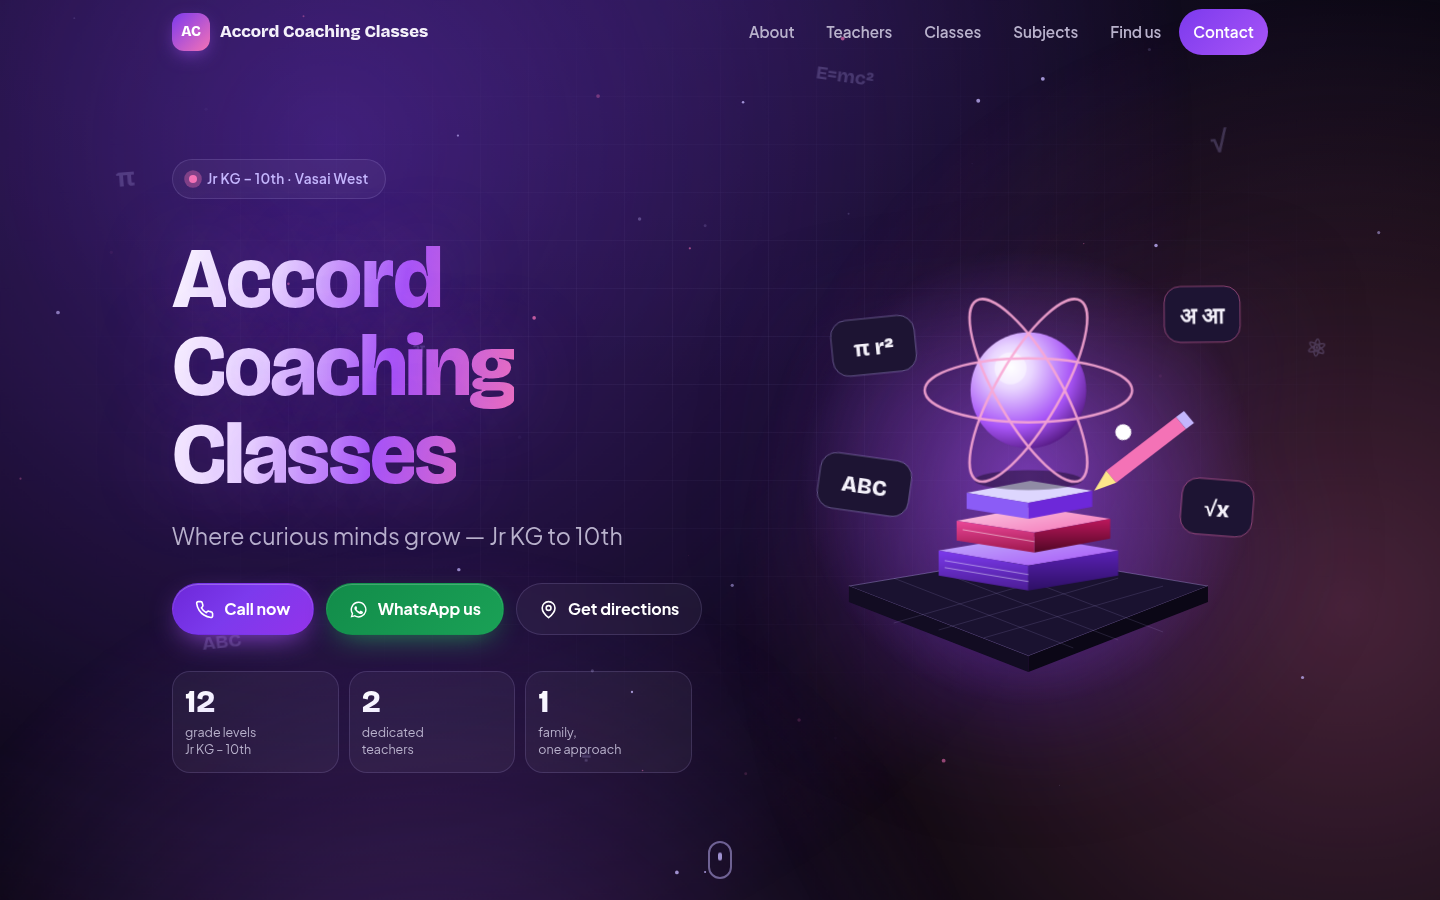 AC
Accord Coaching Classes
About
Teachers
Classes
Subjects
Find us
Contact
E=mc²
√
π
Jr KG – 10th · Vasai West
Accord
Coaching
Classes
Where curious minds grow — Jr KG to 10th
Call now
WhatsApp us
Get directions
ABC
12
grade levels
Jr KG – 10th
2
dedicated
teachers
1
family,
one approach
π r²
अ आ
ABC
√x
⚛